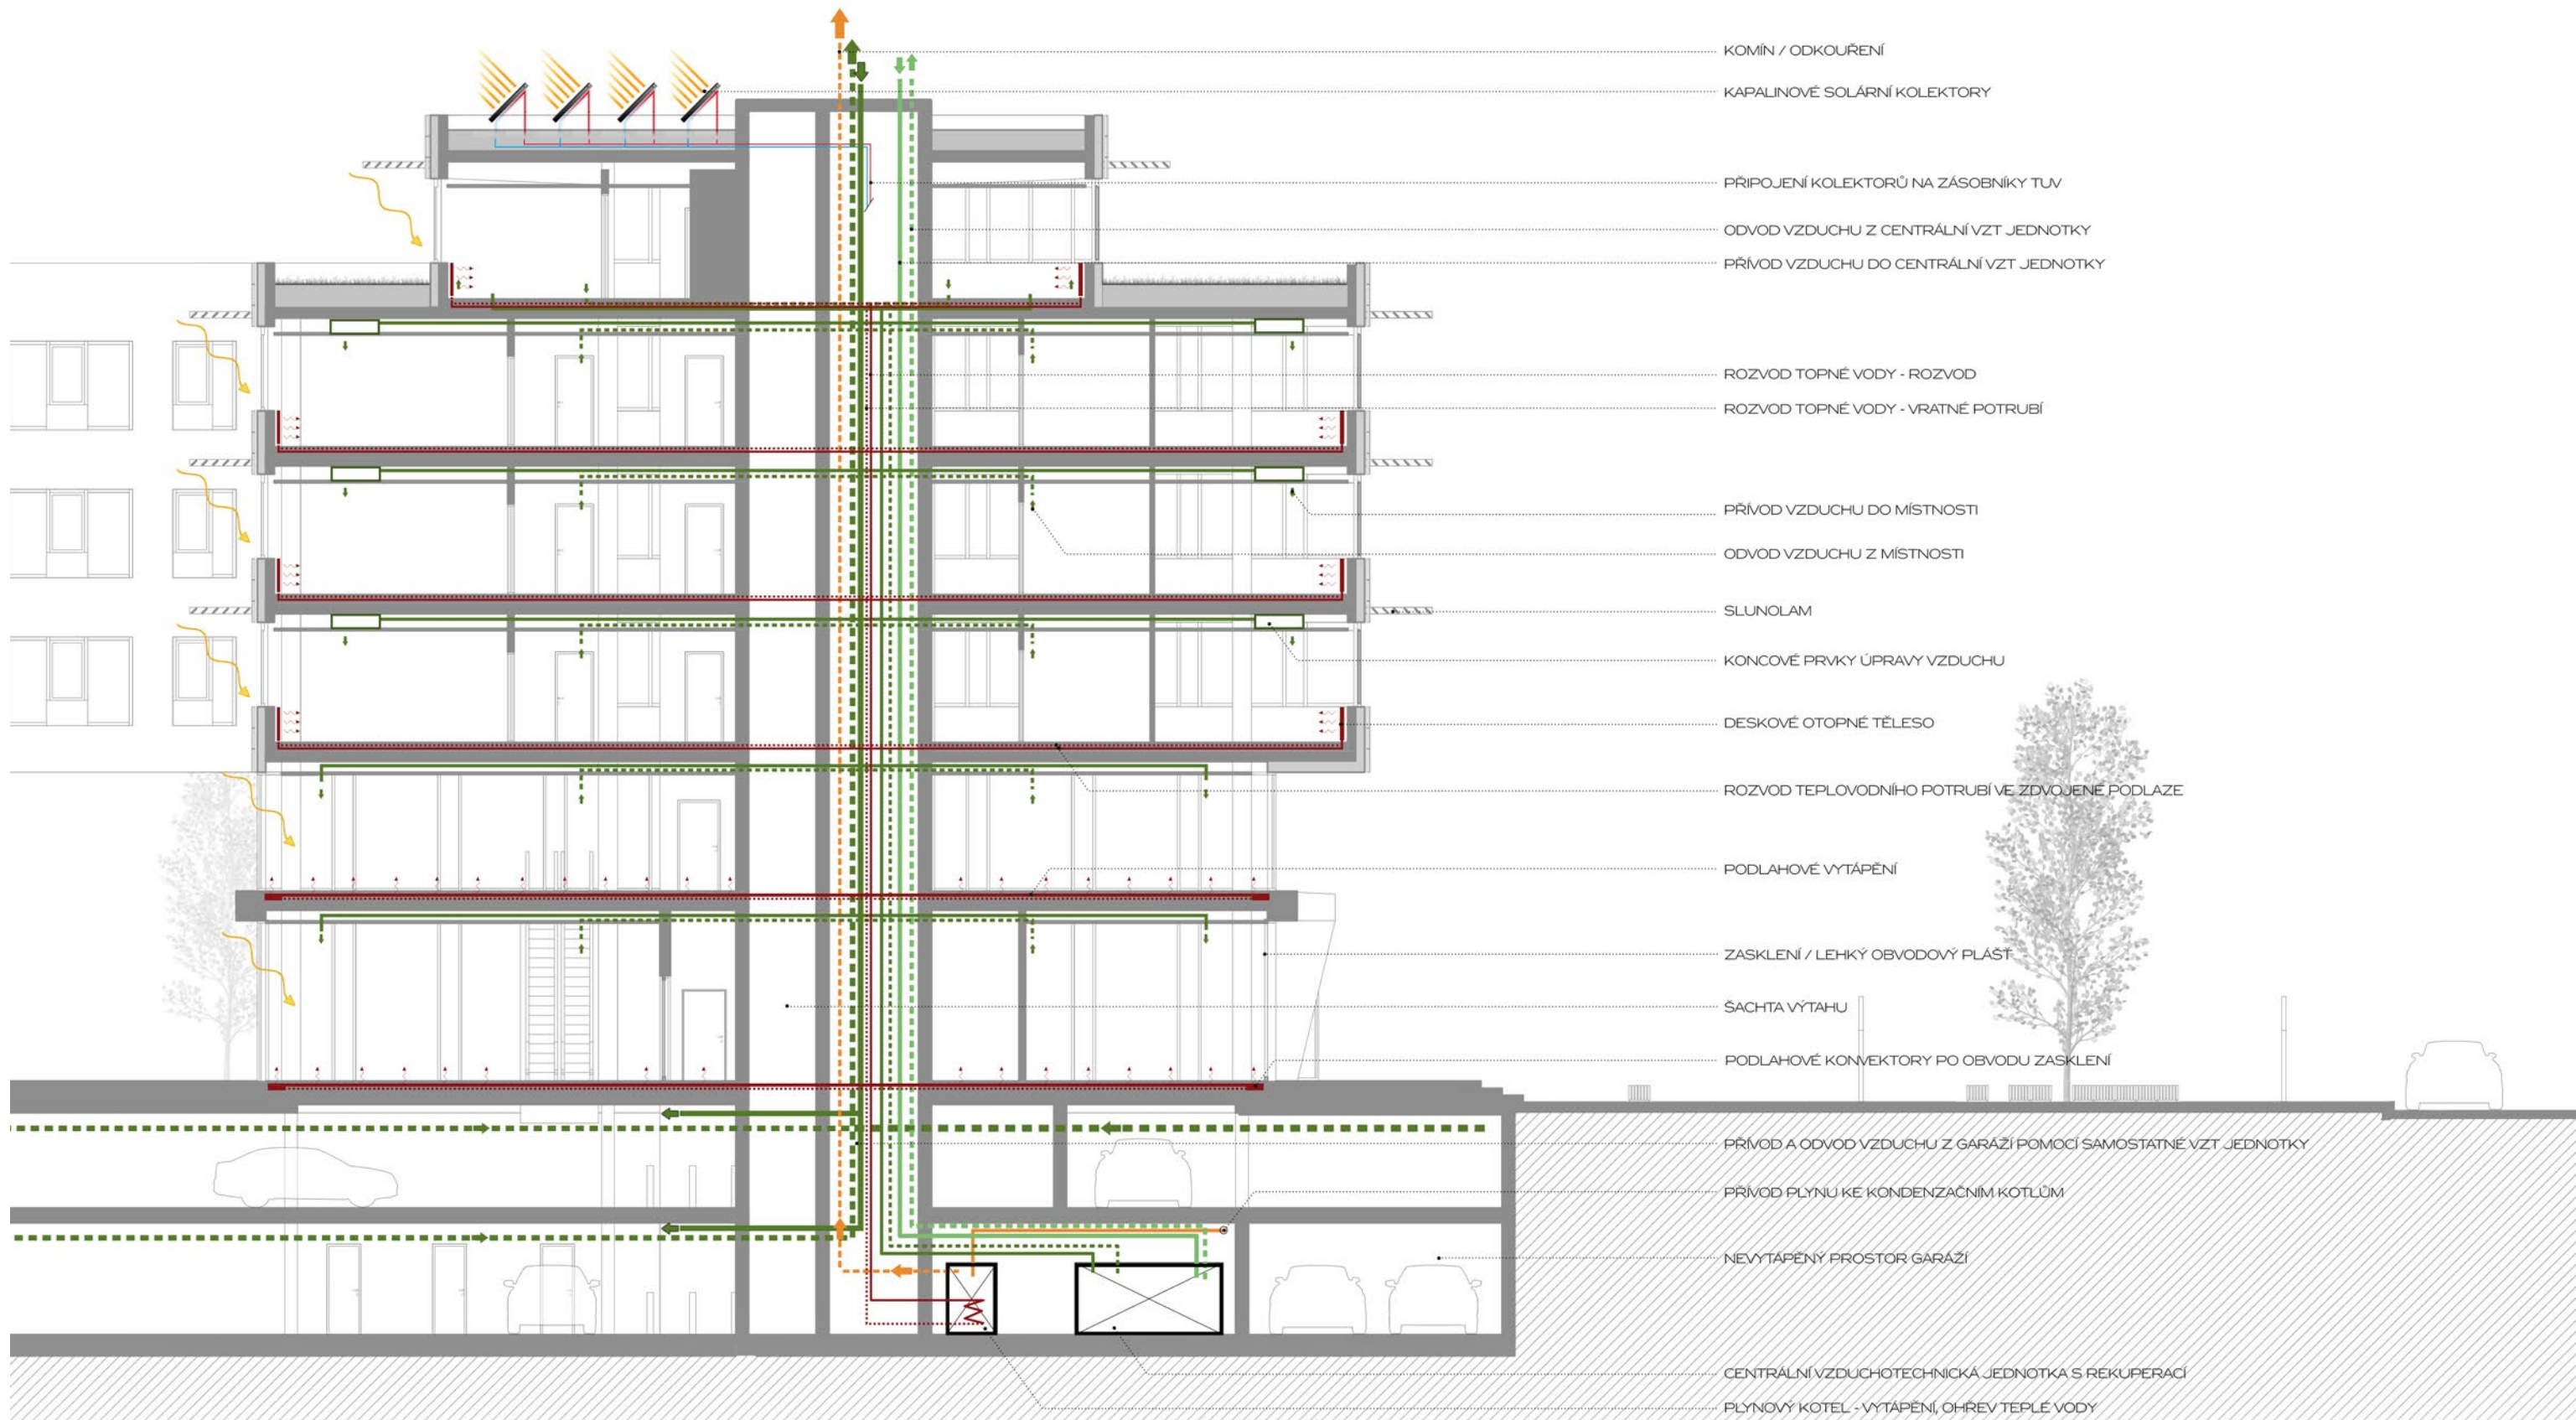 KOMÍN / ODKOUŘENÍ
KAPALINOVÉ SOLÁRNÍ KOLEKTORY
PŘIPOJENÍ KOLEKTORŮ NA ZÁSOBNÍKY TUV
ODVOD VZDUCHU Z CENTRÁLNÍ VZT JEDNOTKY
PŘÍVOD VZDUCHU DO CENTRÁLNÍ VZT JEDNOTKY
ROZVOD TOPNÉ VODY - ROZVOD
ROZVOD TOPNÉ VODY - VRATNÉ POTRUBÍ
PŘÍVOD VZDUCHU DO MÍSTNOSTI
ODVOD VZDUCHU Z MÍSTNOSTI
SLUNOLAM
KONCOVÉ PRVKY ÚPRAVY VZDUCHU
DESKOVÉ OTOPNÉ TĚLESO
ROZVOD TEPLOVODNÍHO POTRUBÍ VE ZDVOJENÉ PODLAZE
PODLAHOVÉ VYTÁPĚNÍ
ZASKLENÍ / LEHKÝ OBVODOVÝ PLÁŠŤ
ŠACHTA VÝTAHU
PODLAHOVÉ KONVEKTORY PO OBVODU ZASKLENÍ
PŘÍVOD A ODVOD VZDUCHU Z GARÁŽÍ POMOCÍ SAMOSTATNÉ VZT JEDNOTKY
PŘÍVOD PLYNU KE KONDENZAČNÍM KOTLŮM
NEVYTÁPĚNÝ PROSTOR GARÁŽÍ
CENTRÁLNÍ VZDUCHOTECHNICKÁ JEDNOTKA S REKUPERACÍ
PLYNOVÝ KOTEL - VYTÁPĚNÍ, OHŘEV TEPLÉ VODY